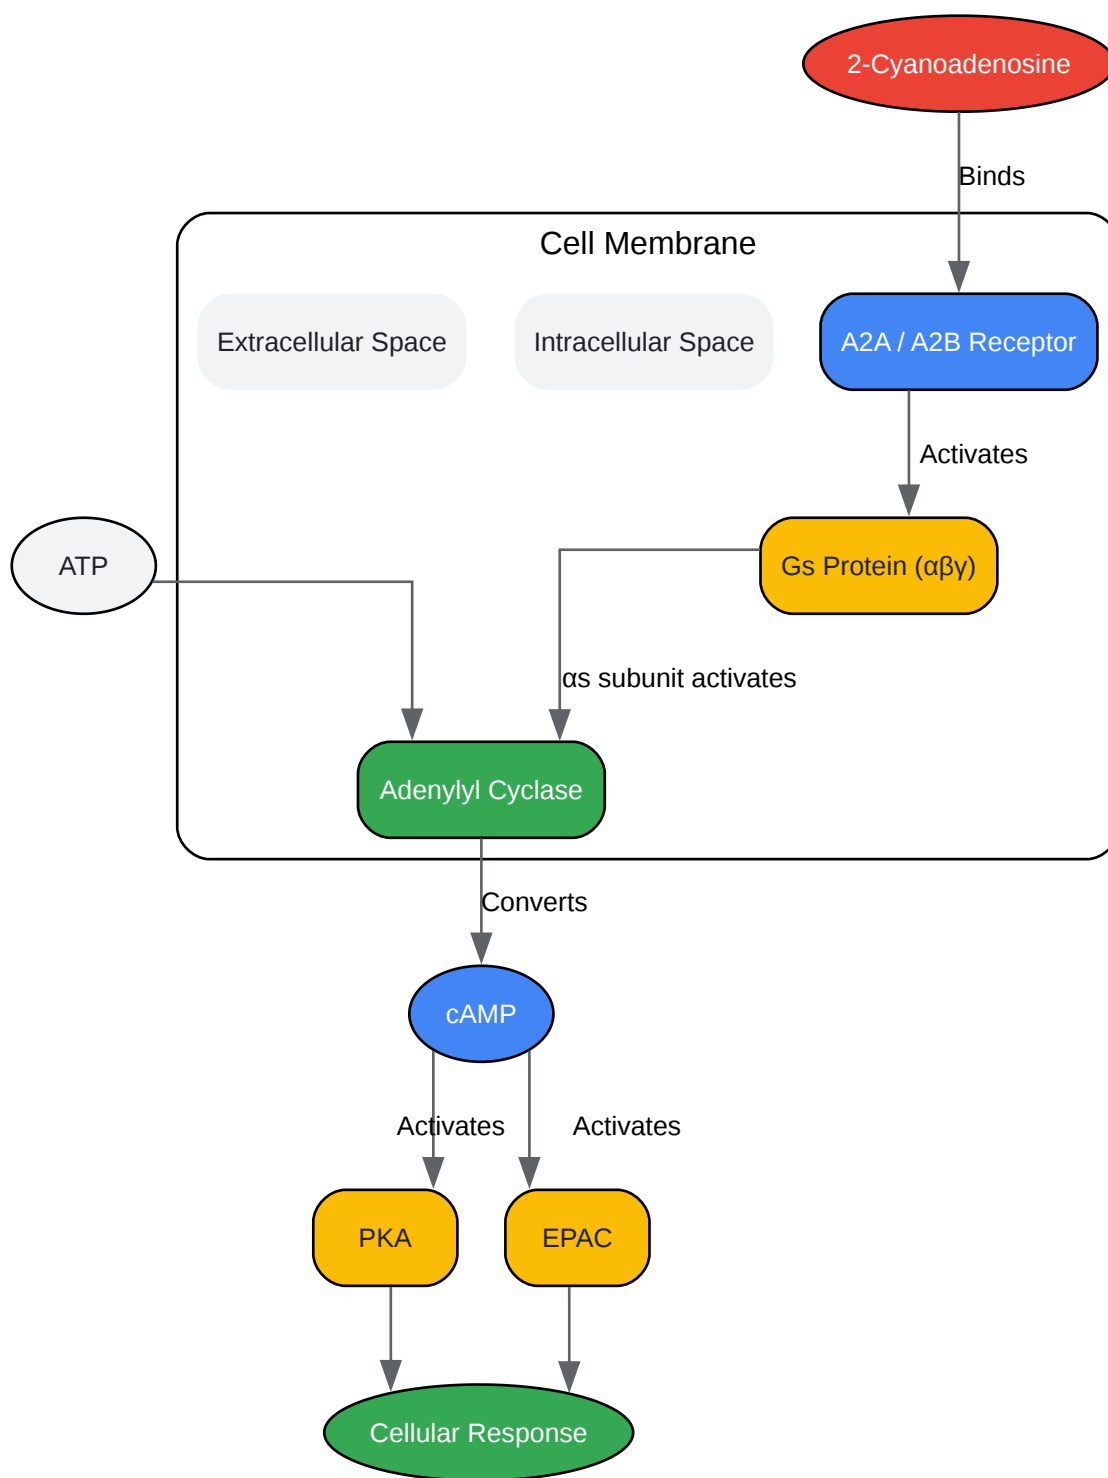 2-Cyanoadenosine
Binds
Cell Membrane
Extracellular Space
Intracellular Space
A2A / A2B Receptor
Activates
ATP
Gs Protein (αβγ)
αs subunit activates
Adenylyl Cyclase
Converts
cAMP
Activates
Activates
PKA
EPAC
Cellular Response